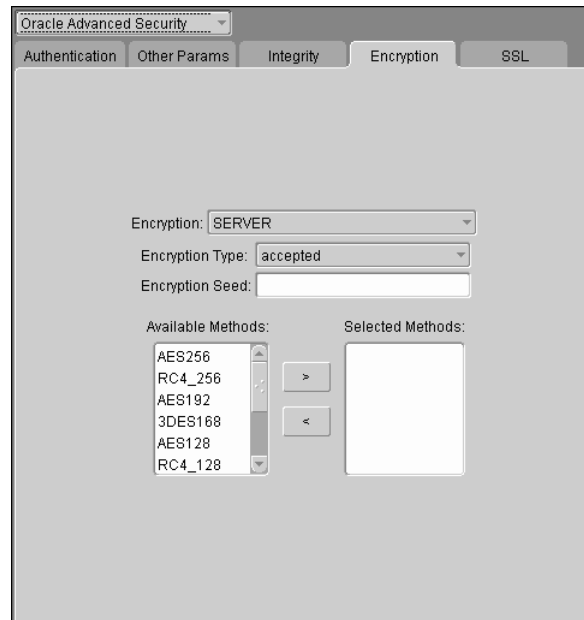 Oracle Advanced Security
Authentication Other Params Integrity Encryption SSL
Encryption: SERVER
Encryption Type: accepted
Encryption Seed:
Available Methods: Selected Methods:
AES256
RC4_256 >
AES192
3DES168 <
AES128
RC4_128